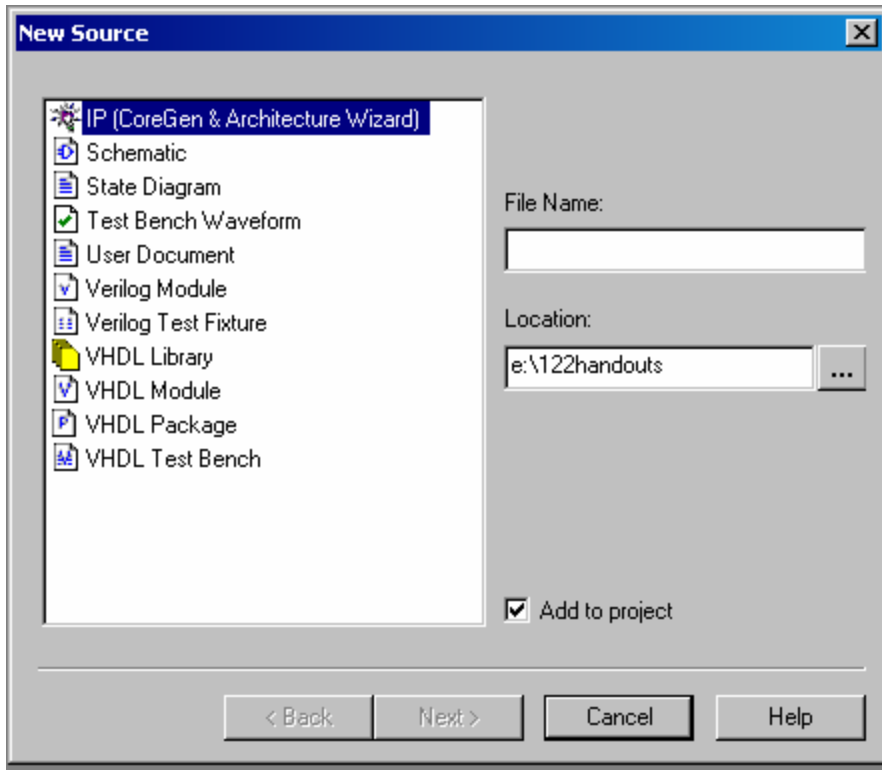 New Source
IP (CoreGen & Architecture Wizard)
Schematic
State Diagram
Test Bench Waveform
User Document
Verilog Module
Verilog Test Fixture
VHDL Library
VHDL Module
VHDL Package
VHDL Test Bench
File Name:
Location:
e:\122handouts
...
Add to project
< Back
Next >
Cancel
Help